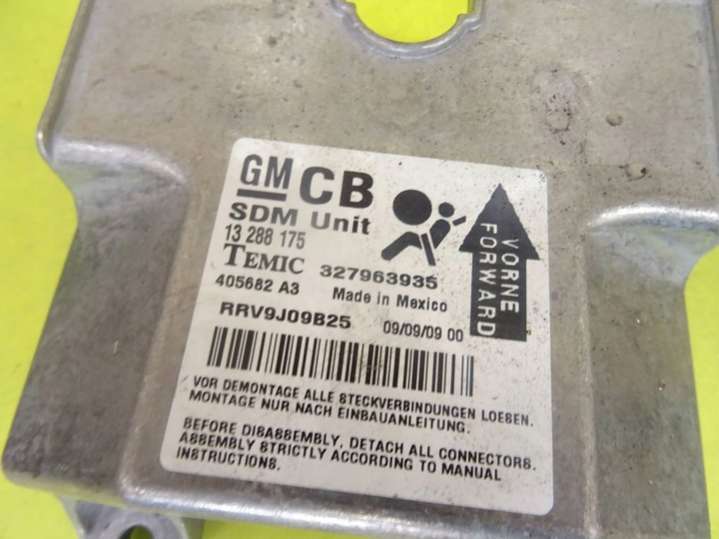 GM CB
SDM Unit
13 288 175
TEMIC 327963935
405682 A3 Made in Mexico
RRV9J09B25 09/09/09 00
VORNE
FORWARD
VOR DEMONTAGE ALLE STECKVERBINDUNGEN LOESEN.
MONTAGE NUR NACH EINBAUANLEITUNG.
BEFORE DISASSEMBLY, DETACH ALL CONNECTORS.
ASSEMBLY STRICTLY ACCORDING TO MANUAL
INSTRUCTIONS.